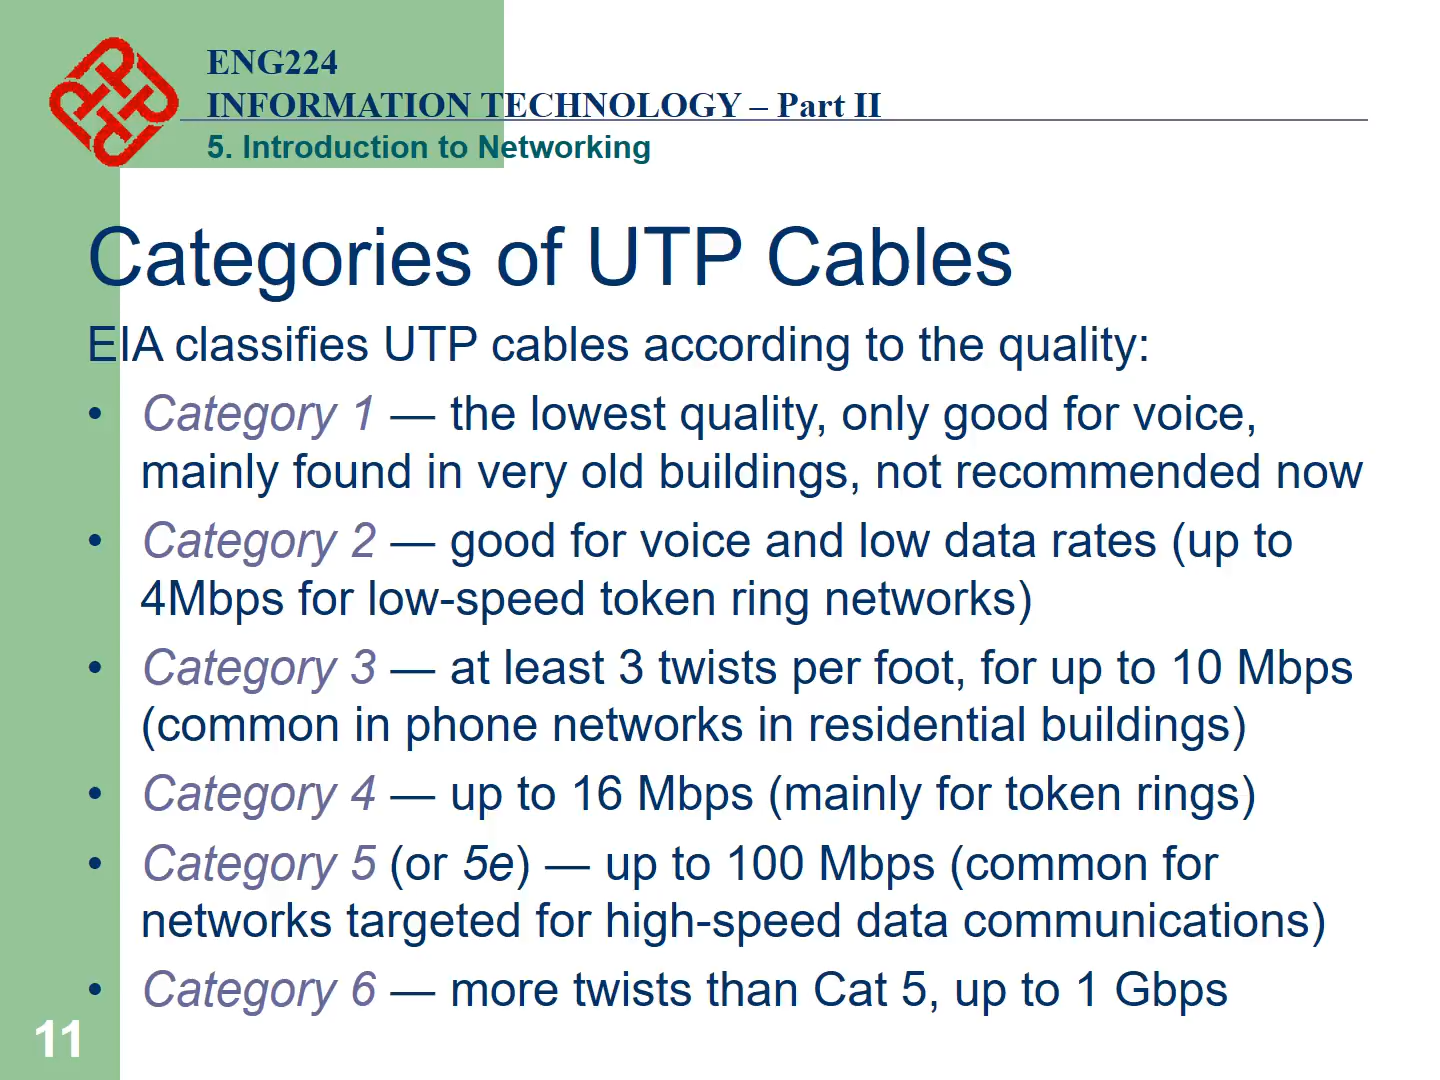 ENG224
INFORMATION TECHNOLOGY – Part II
5. Introduction to Networking
Categories of UTP Cables
EIA classifies UTP cables according to the quality:
• Category 1 — the lowest quality, only good for voice,
mainly found in very old buildings, not recommended now
• Category 2 — good for voice and low data rates (up to
4Mbps for low-speed token ring networks)
• Category 3 — at least 3 twists per foot, for up to 10 Mbps
(common in phone networks in residential buildings)
• Category 4 — up to 16 Mbps (mainly for token rings)
• Category 5 (or 5e) — up to 100 Mbps (common for
networks targeted for high-speed data communications)
• Category 6 — more twists than Cat 5, up to 1 Gbps
11